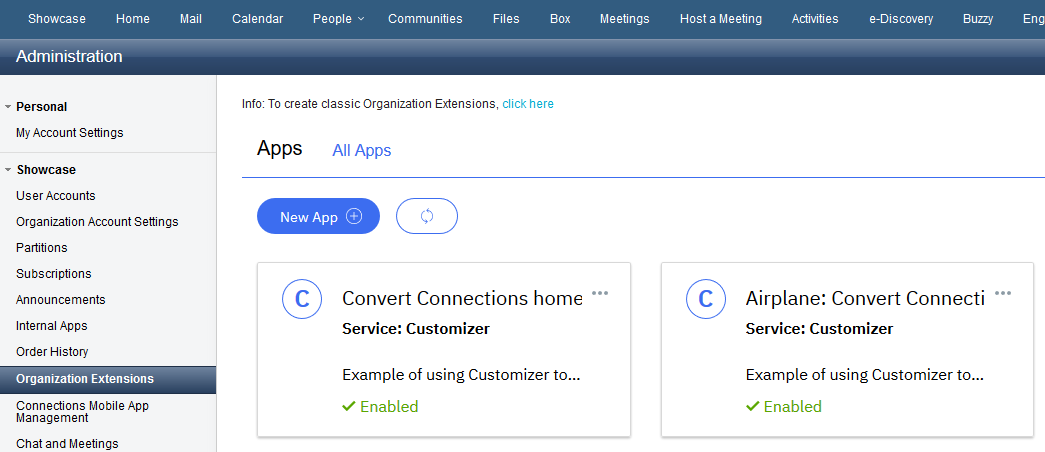 Showcase Home Mail Calendar People Communities Files Box Meetings Host a Meeting Activities e-Discovery Buzzy Eng
Administration
Personal
My Account Settings
Showcase
User Accounts
Organization Account Settings
Partitions
Subscriptions
Announcements
Internal Apps
Order History
Organization Extensions
Connections Mobile App
Management
Chat and Meetings
Info: To create classic Organization Extensions, click here
Apps All Apps
New App
C
Convert Connections home
Service: Customizer
Example of using Customizer to...
Enabled
C
Airplane: Convert Connecti
Service: Customizer
Example of using Customizer to...
Enabled